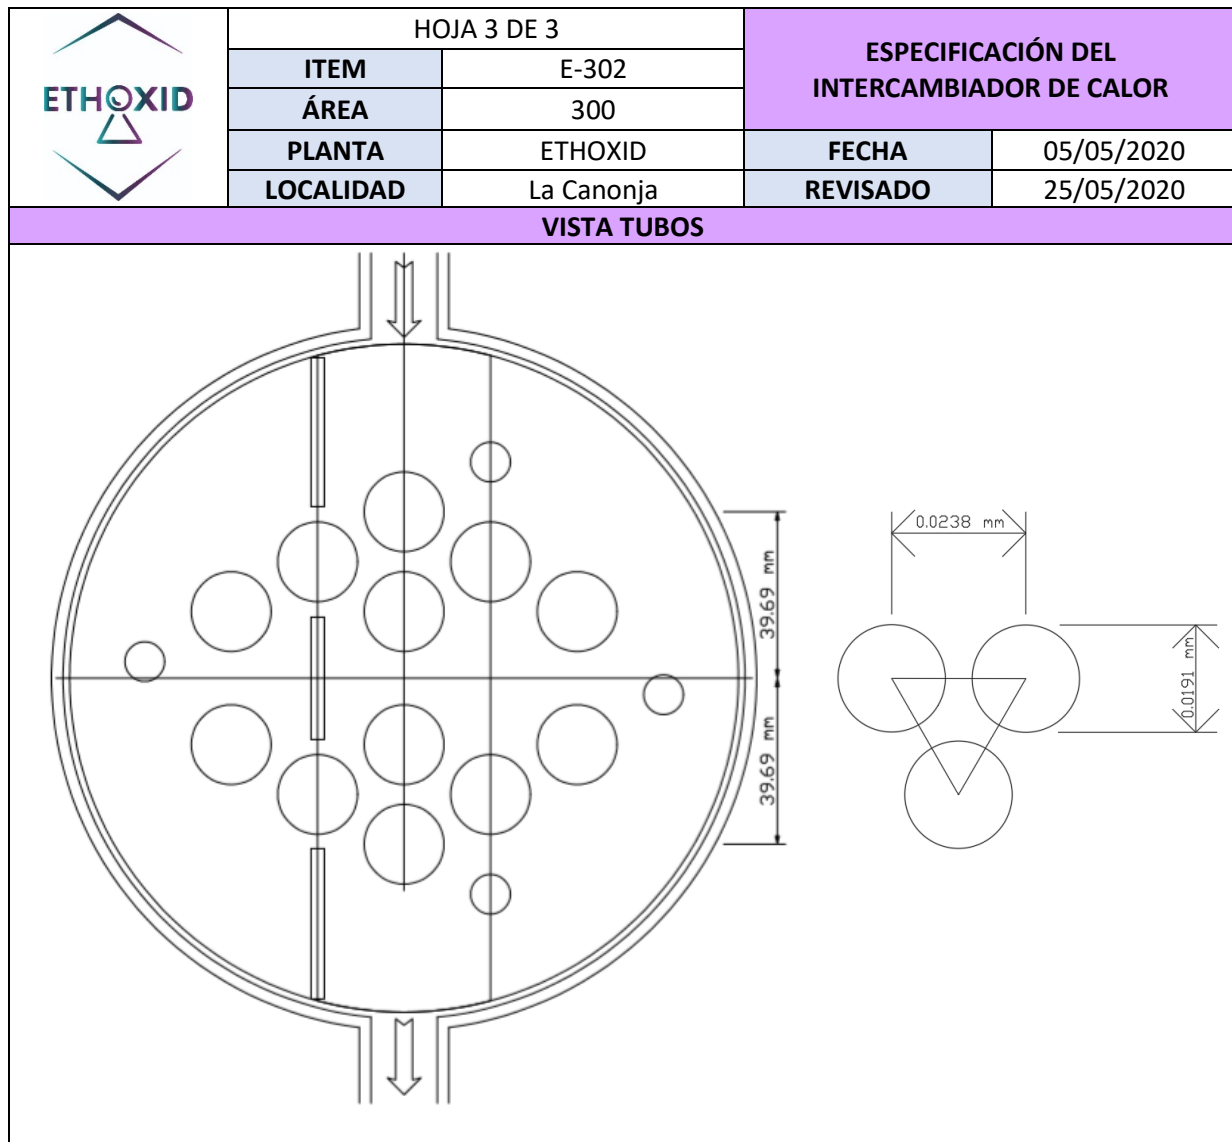 ETHOXID
HOJA 3 DE 3
ITEM E-302
ÁREA 300
PLANTA ETHOXID
LOCALIDAD La Canonja
ESPECIFICACIÓN DEL
INTERCAMBIADOR DE CALOR
FECHA 05/05/2020
REVISADO 25/05/2020
VISTA TUBOS
39.69 mm
39.69 mm
0.0238 mm
0.0191 mm